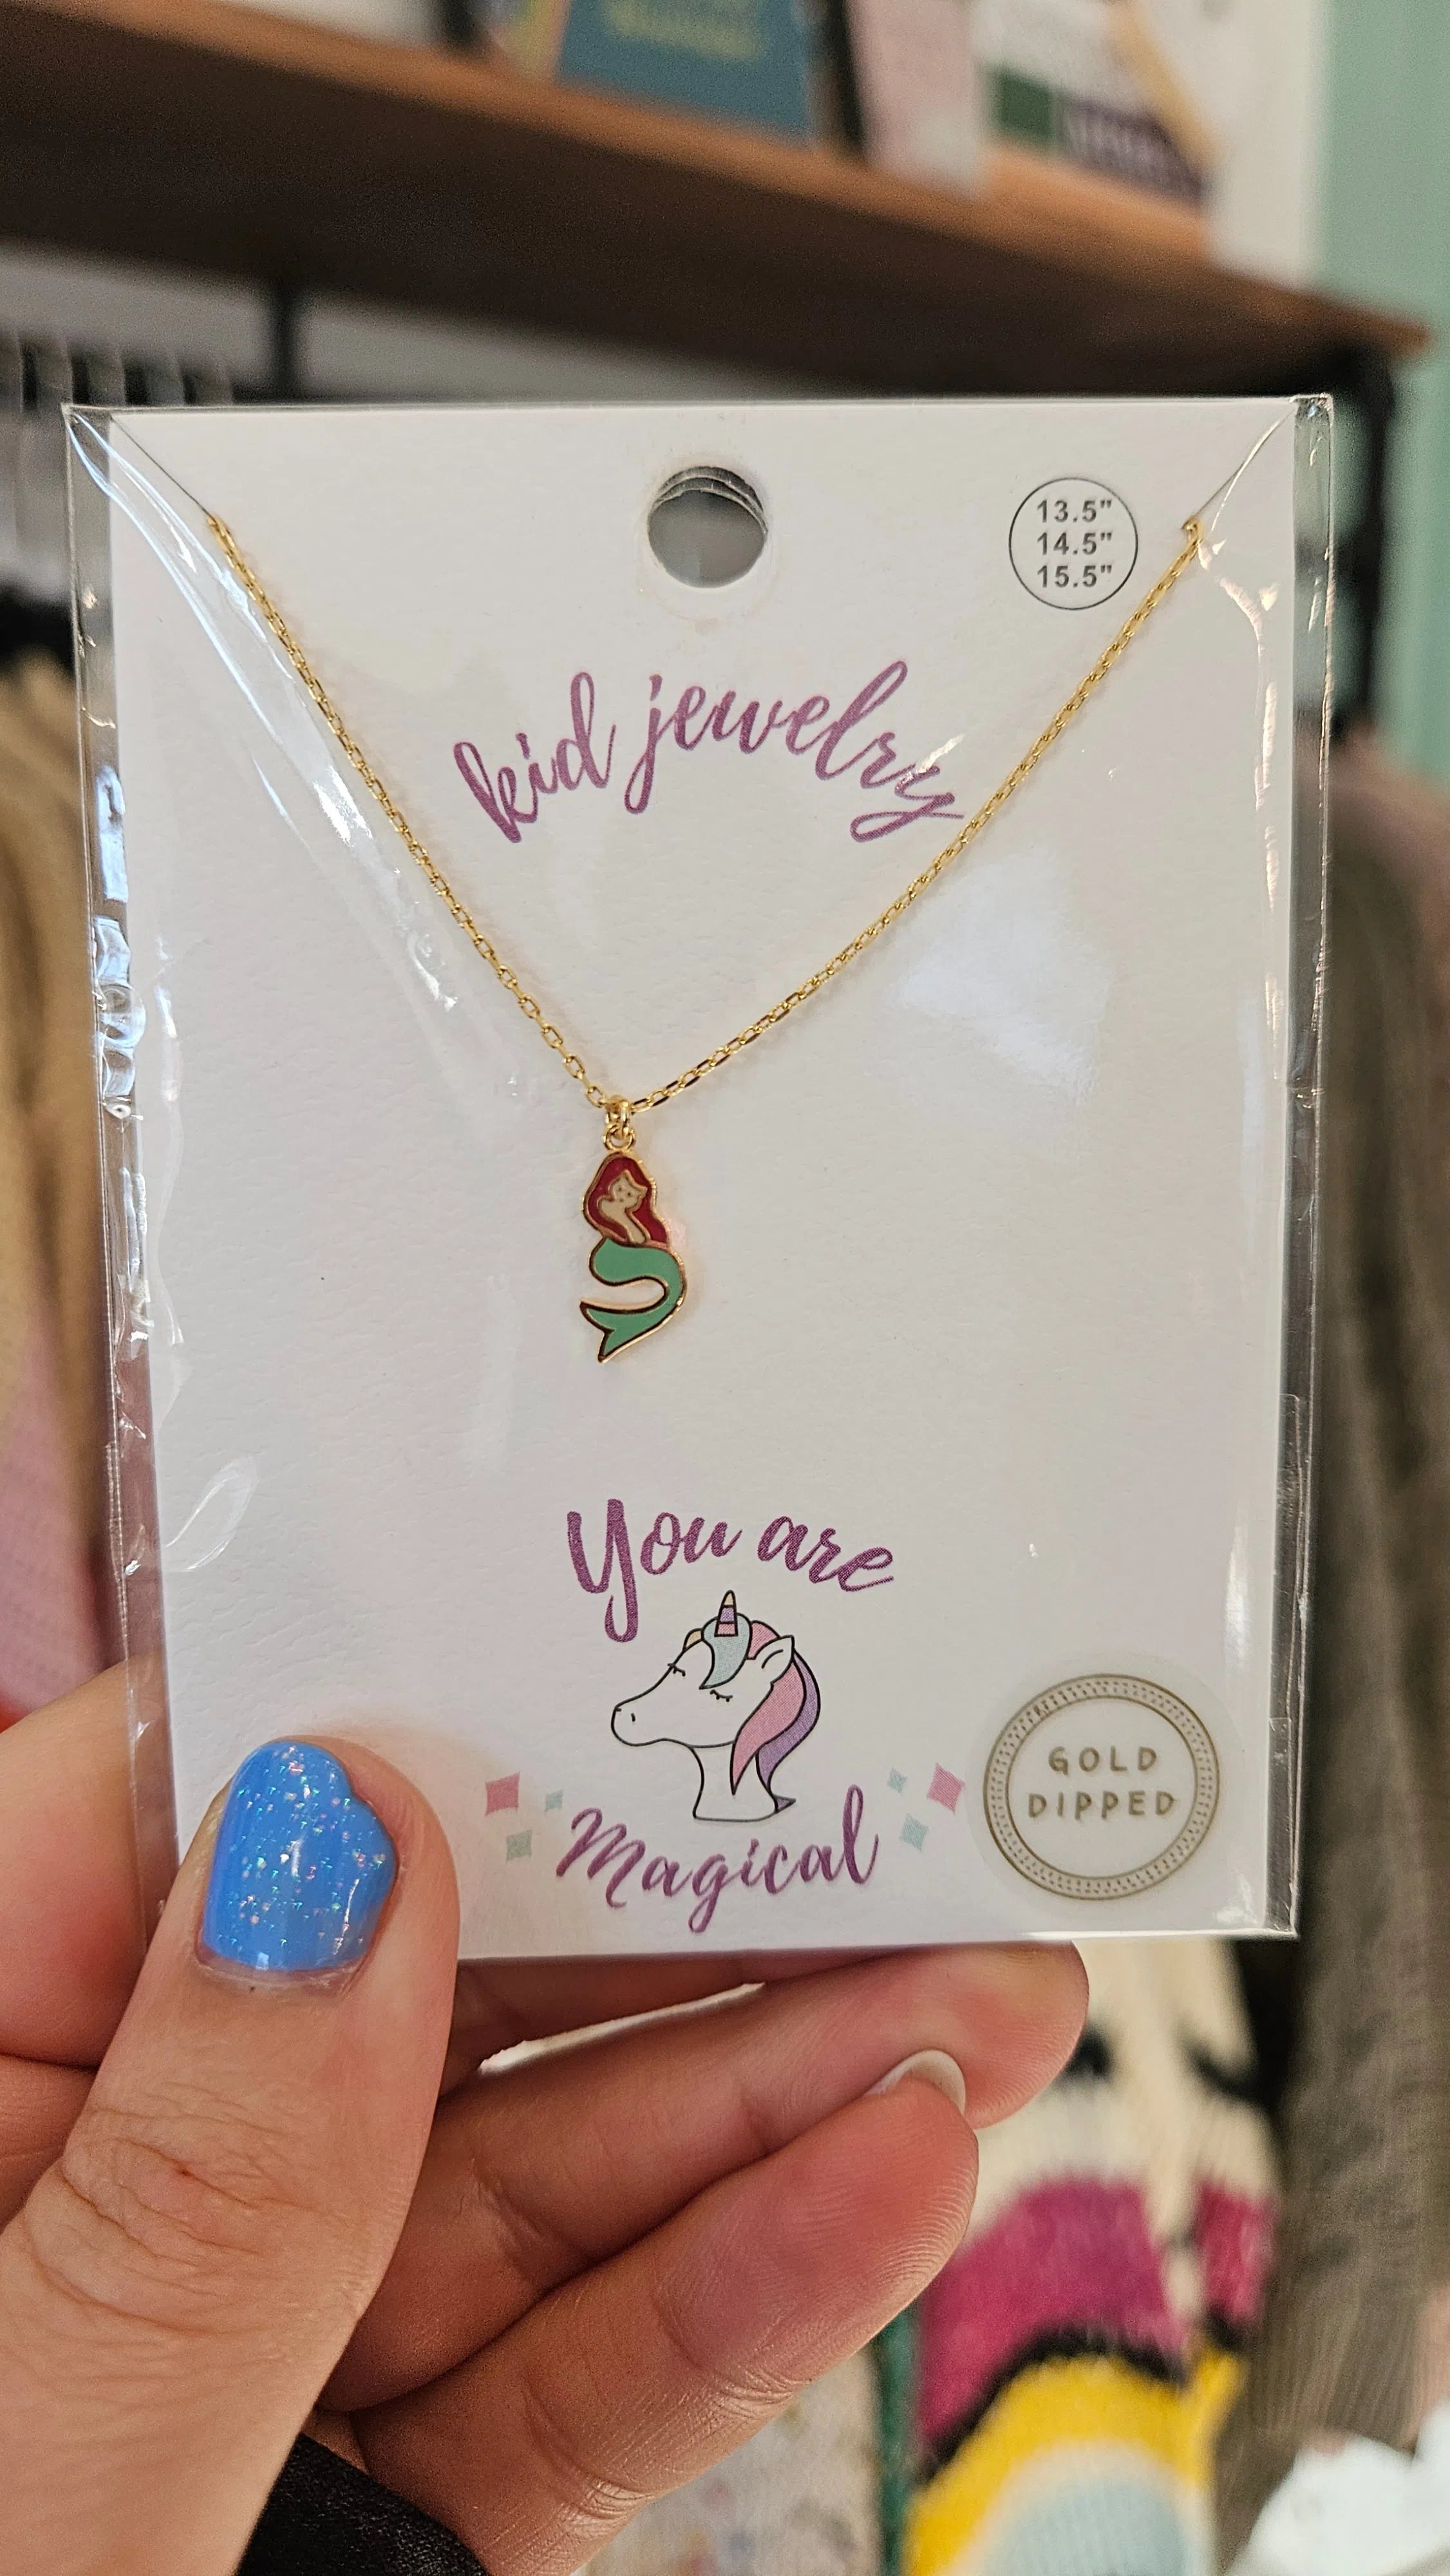 13.5"
14.5"
15.5"
kid jewelry
You are
Magical
GOLD
DIPPED